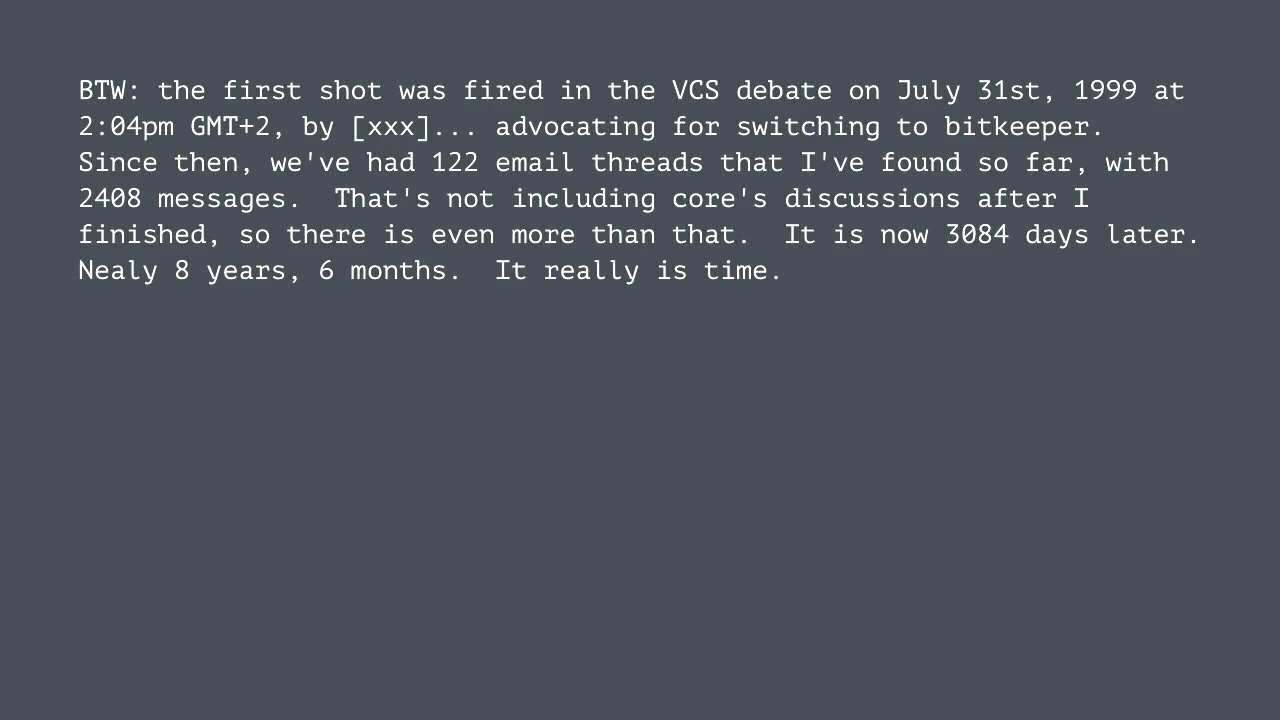 BTW: the first shot was fired in the VCS debate on July 31st, 1999 at
2:04pm GMT+2, by [xxx]... advocating for switching to bitkeeper.
Since then, we've had 122 email threads that I've found so far, with
2408 messages.  That's not including core's discussions after I
finished, so there is even more than that.  It is now 3084 days later.
Nealy 8 years, 6 months.  It really is time.